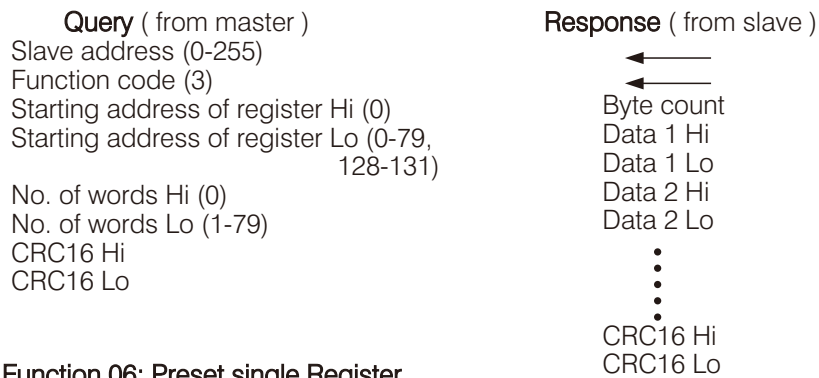 Query ( from master )
Slave address (0-255)
Function code (3)
Starting address of register Hi (0)
Starting address of register Lo (0-79,
128-131)
No. of words Hi (0)
No. of words Lo (1-79)
CRC16 Hi
CRC16 Lo
Response ( from slave )
Byte count
Data 1 Hi
Data 1 Lo
Data 2 Hi
Data 2 Lo
CRC16 Hi
CRC16 Lo
Function 06: Preset single Register